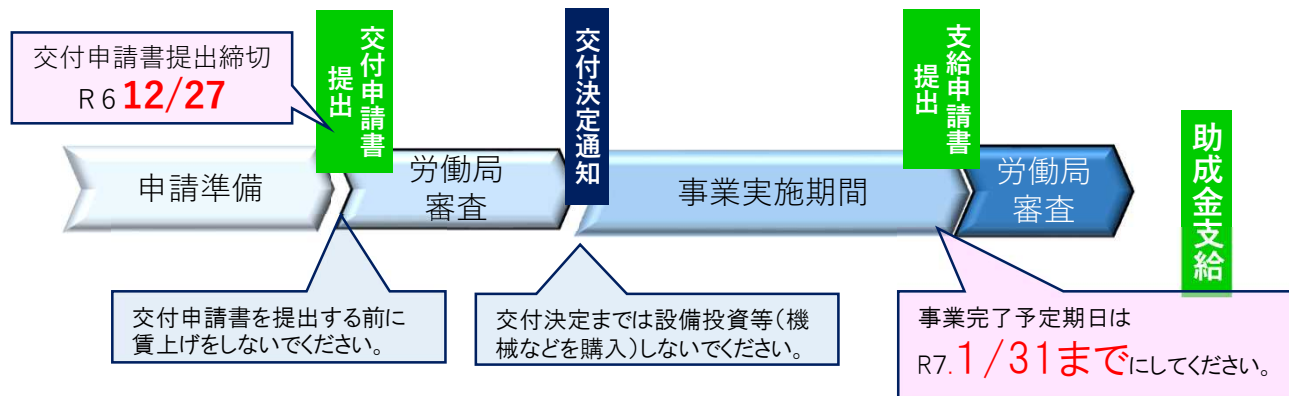 交付申請書提出締切
R６12/27
交付申請書
提出
交付決定通知
支給申請書
提出
助成金支給
申請準備
労働局
審査
事業実施期間
労働局
審査
交付申請書を提出する前に
賃上げをしないでください。
交付決定までは設備投資等（機
械などを購入）しないでください。
事業完了予定期日は
R7.1/31までにしてください。